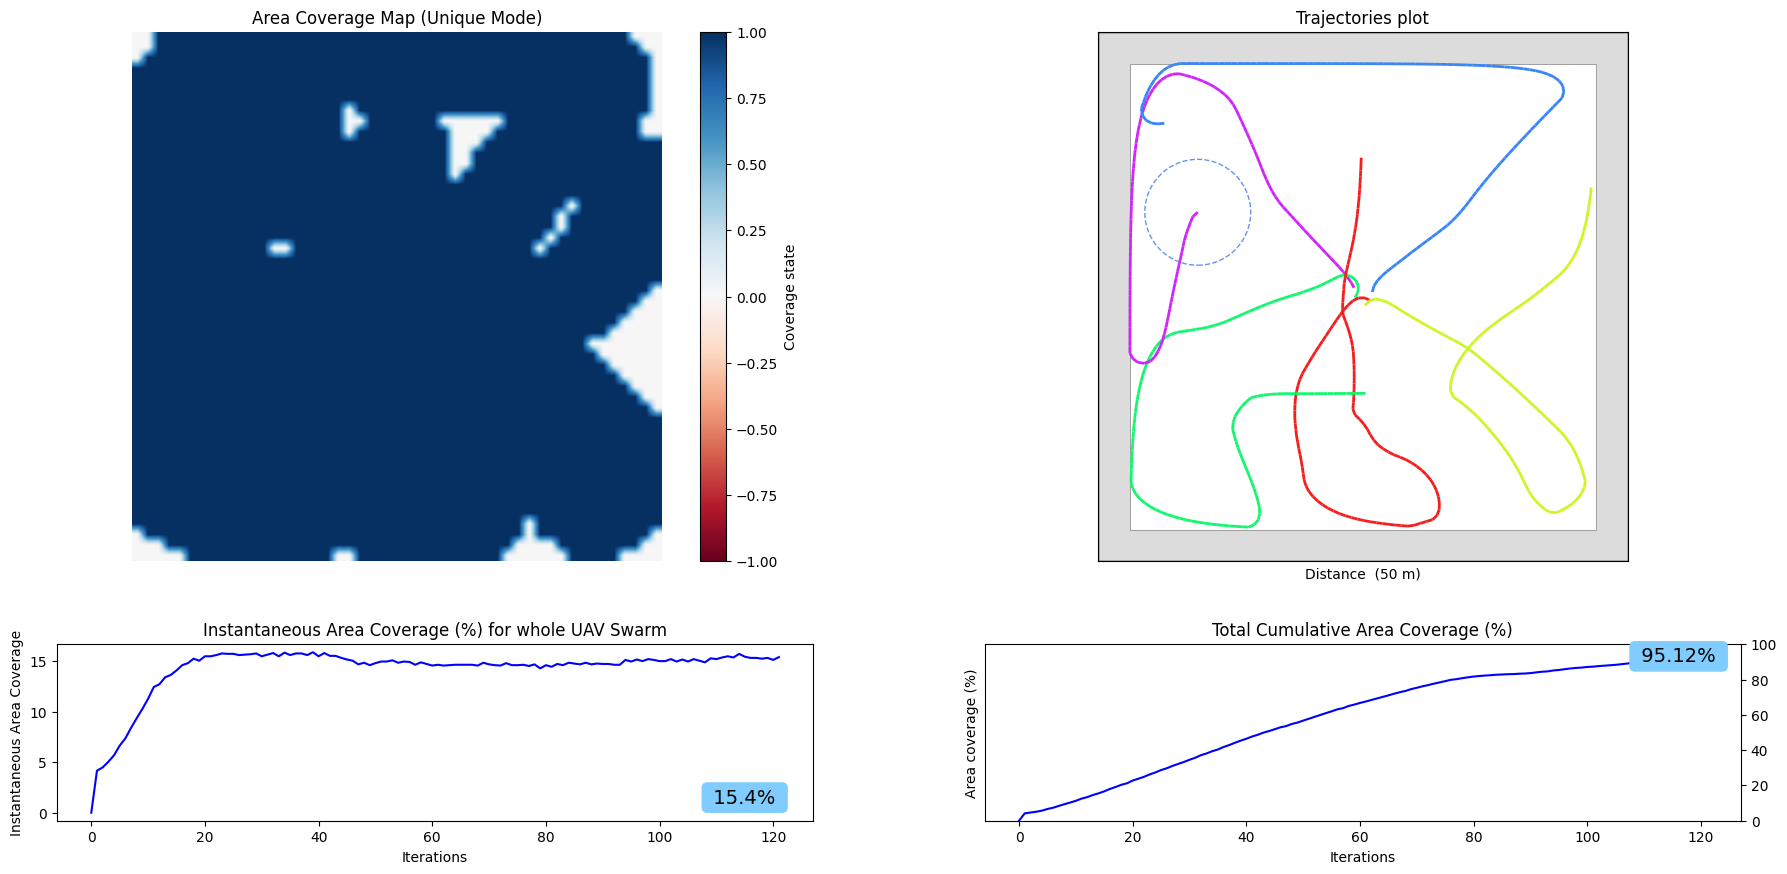 Area Coverage Map (Unique Mode)
1.00
0.75
0.50
0.25
0.00
−0.25
−0.50
−0.75
−1.00
Coverage state
Trajectories plot
Distance  (50 m)
Instantaneous Area Coverage (%) for whole UAV Swarm
Instantaneous Area Coverage
15
10
5
0
15.4%
0 20 40 60 80 100 120
Iterations
Total Cumulative Area Coverage (%)
Area coverage (%)
95.12%
100
80
60
40
20
0
0 20 40 60 80 100 120
Iterations